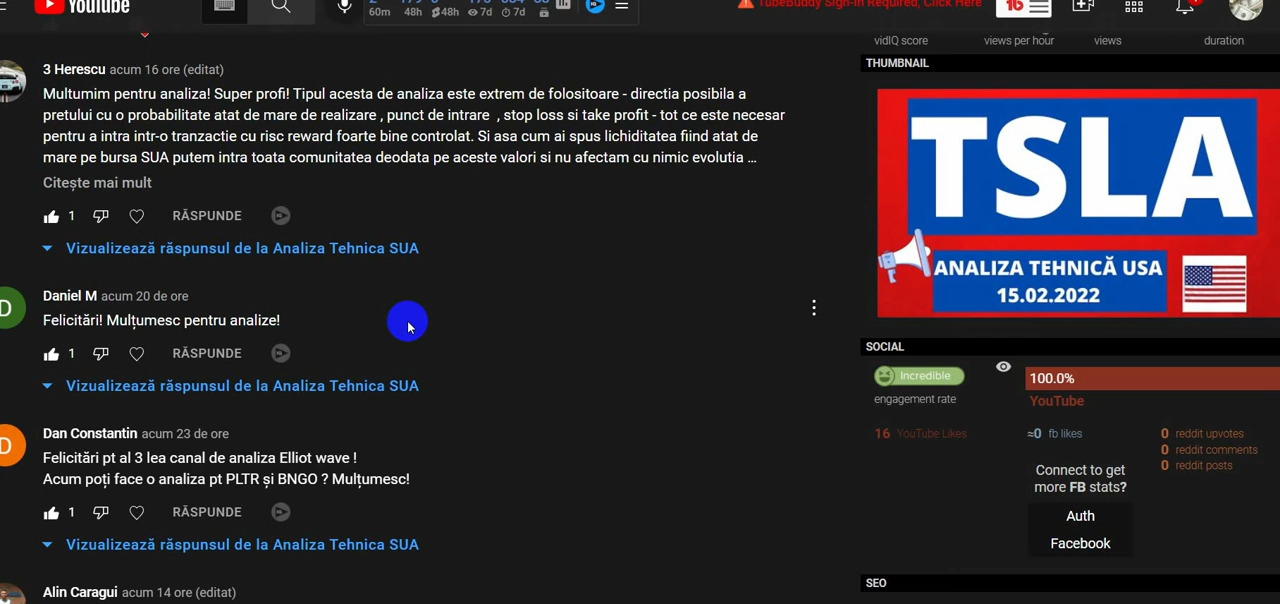 YouTube
60m 48h 48h 7d 7d
TubeBuddy Sign-in Required, Click Here
16
vidIQ score views per hour views duration
3 Herescu acum 16 ore (editat)
Multumim pentru analiza! Super profi! Tipul acesta de analiza este extrem de folositoare - directia posibila a
pretului cu o probabilitate atat de mare de realizare , punct de intrare , stop loss si take profit - tot ce este necesar
pentru a intra intr-o tranzactie cu risc reward foarte bine controlat. Si asa cum ai spus lichiditatea fiind atat de
mare pe bursa SUA putem intra toata comunitatea deodata pe aceste valori si nu afectam cu nimic evolutia ...
Citește mai mult
1 RĂSPUNDE
Vizualizează răspunsul de la Analiza Tehnica SUA
D
Daniel M acum 20 de ore
Felicitări! Mulțumesc pentru analize!
1 RĂSPUNDE
Vizualizează răspunsul de la Analiza Tehnica SUA
D
Dan Constantin acum 23 de ore
Felicitări pt al 3 lea canal de analiza Elliot wave !
Acum poți face o analiza pt PLTR și BNGO ? Mulțumesc!
1 RĂSPUNDE
Vizualizează răspunsul de la Analiza Tehnica SUA
Alin Caragui acum 14 ore (editat)
THUMBNAIL
TSLA
ANALIZA TEHNICĂ USA
15.02.2022
SOCIAL
Incredible
engagement rate
100.0%
YouTube
16 YouTube Likes
≈0 fb likes
0 reddit upvotes
0 reddit comments
0 reddit posts
Connect to get
more FB stats?
Auth
Facebook
SEO